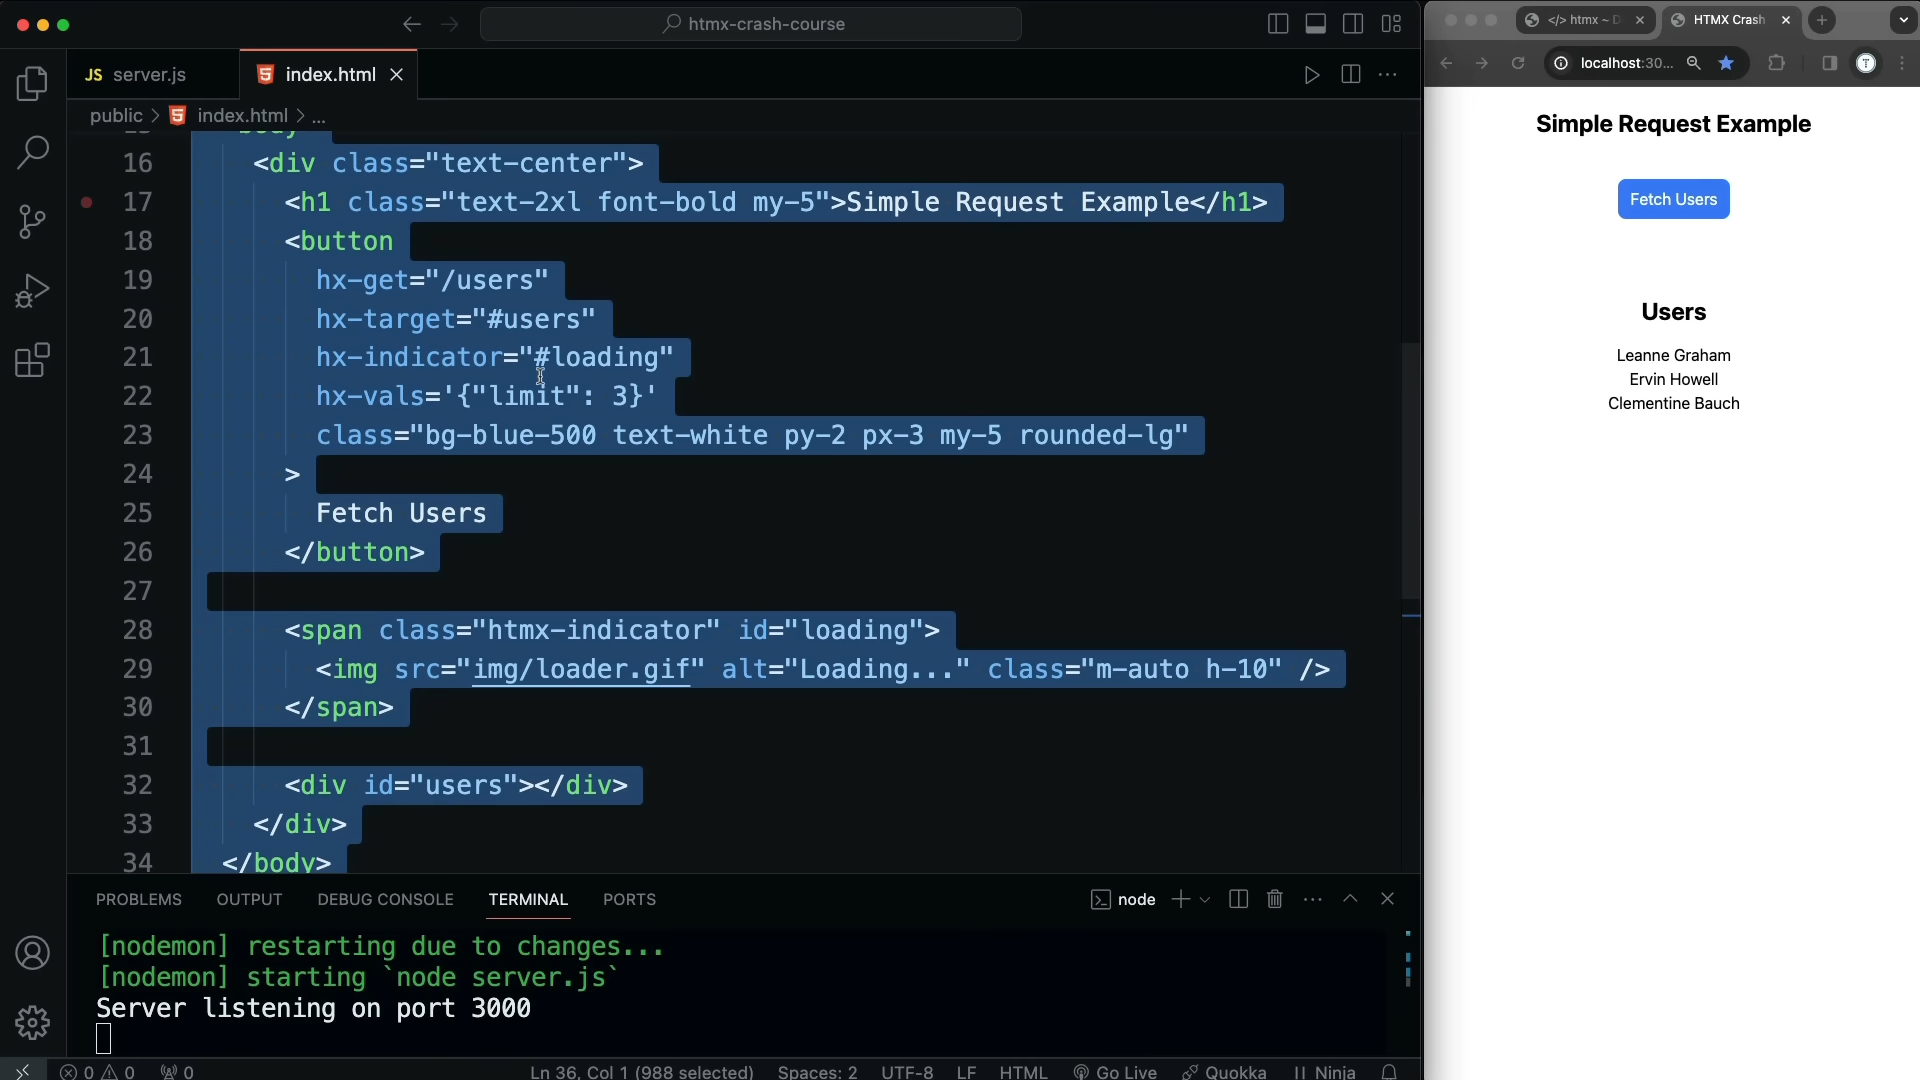 htmx-crash-course
JS server.js
index.html
public > index.html > ...
15 body
16 <div class="text-center">
17 <h1 class="text-2xl font-bold my-5">Simple Request Example</h1>
18 <button
19 hx-get="/users"
20 hx-target="#users"
21 hx-indicator="#loading"
22 hx-vals='{"limit": 3}'
23 class="bg-blue-500 text-white py-2 px-3 my-5 rounded-lg"
24 >
25 Fetch Users
26 </button>
27
28 <span class="htmx-indicator" id="loading">
29 <img src="img/loader.gif" alt="Loading..." class="m-auto h-10" />
30 </span>
31
32 <div id="users"></div>
33 </div>
34 </body>
PROBLEMS OUTPUT DEBUG CONSOLE TERMINAL PORTS
node
[nodemon] restarting due to changes...
[nodemon] starting `node server.js`
Server listening on port 3000
0 0 0 Ln 36, Col 1 (988 selected) Spaces: 2 UTF-8 LF HTML Go Live Quokka Ninja
</> htmx ~ D
HTMX Crash
localhost:30...
T
Simple Request Example
Fetch Users
Users
Leanne Graham
Ervin Howell
Clementine Bauch